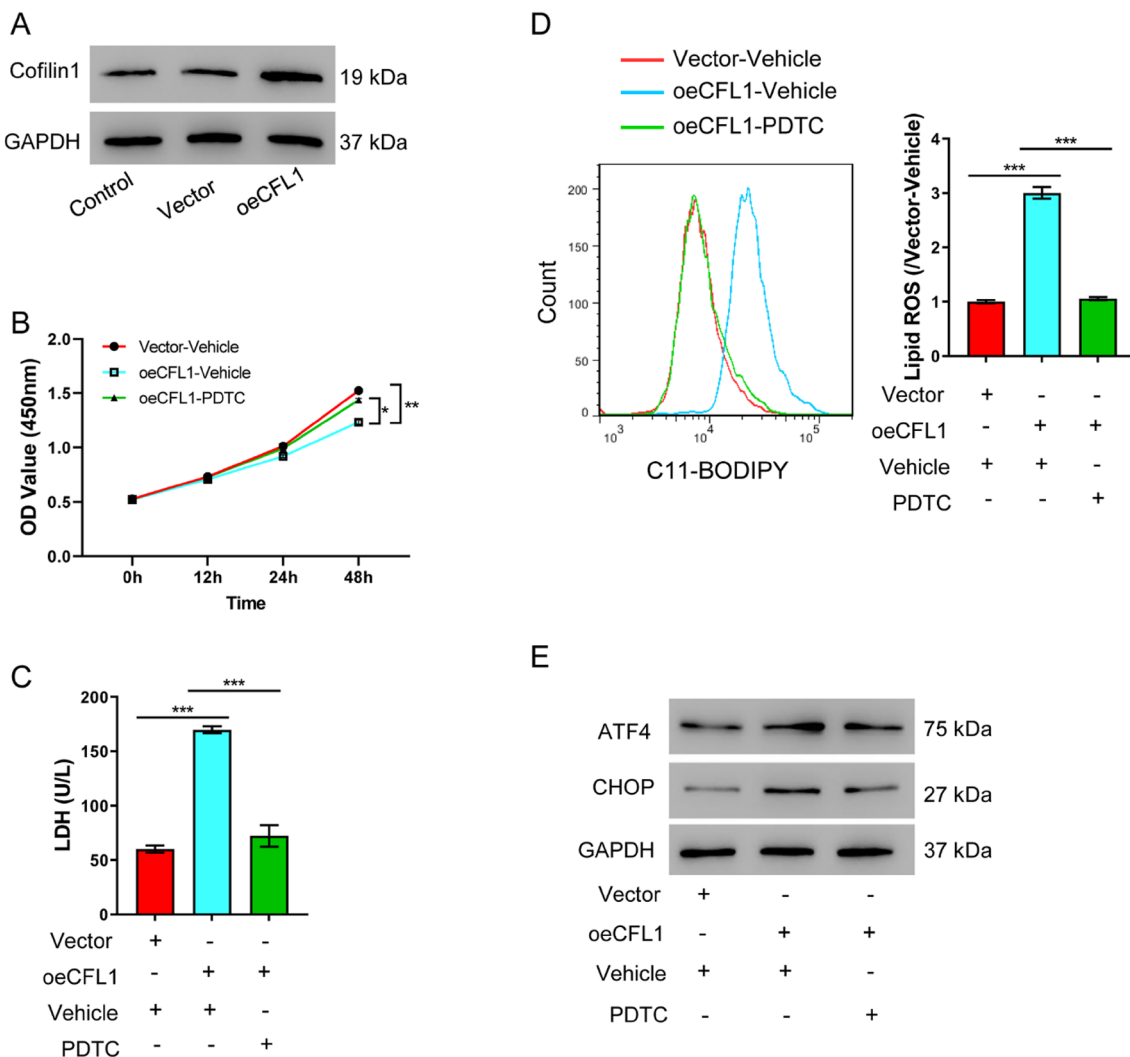 A
Cofilin1
19 kDa
GAPDH
37 kDa
Control
Vector
oeCFL1
B
OD Value (450nm)
2.0
1.5
1.0
0.5
0.0
Vector-Vehicle
oeCFL1-Vehicle
oeCFL1-PDTC
*
**
0h 12h 24h 48h
Time
C
LDH (U/L)
200
150
100
50
0
***
***
Vector + - -
oeCFL1 - + +
Vehicle + + -
PDTC - - +
D
Vector-Vehicle
oeCFL1-Vehicle
oeCFL1-PDTC
Count
200
150
100
50
0
10³ 10⁴ 10⁵
C11-BODIPY
Lipid ROS (/Vector-Vehicle)
4
3
2
1
0
***
***
Vector + - -
oeCFL1 - + +
Vehicle + + -
PDTC - - +
E
ATF4
75 kDa
CHOP
27 kDa
GAPDH
37 kDa
Vector + - -
oeCFL1 - + +
Vehicle + + -
PDTC - - +